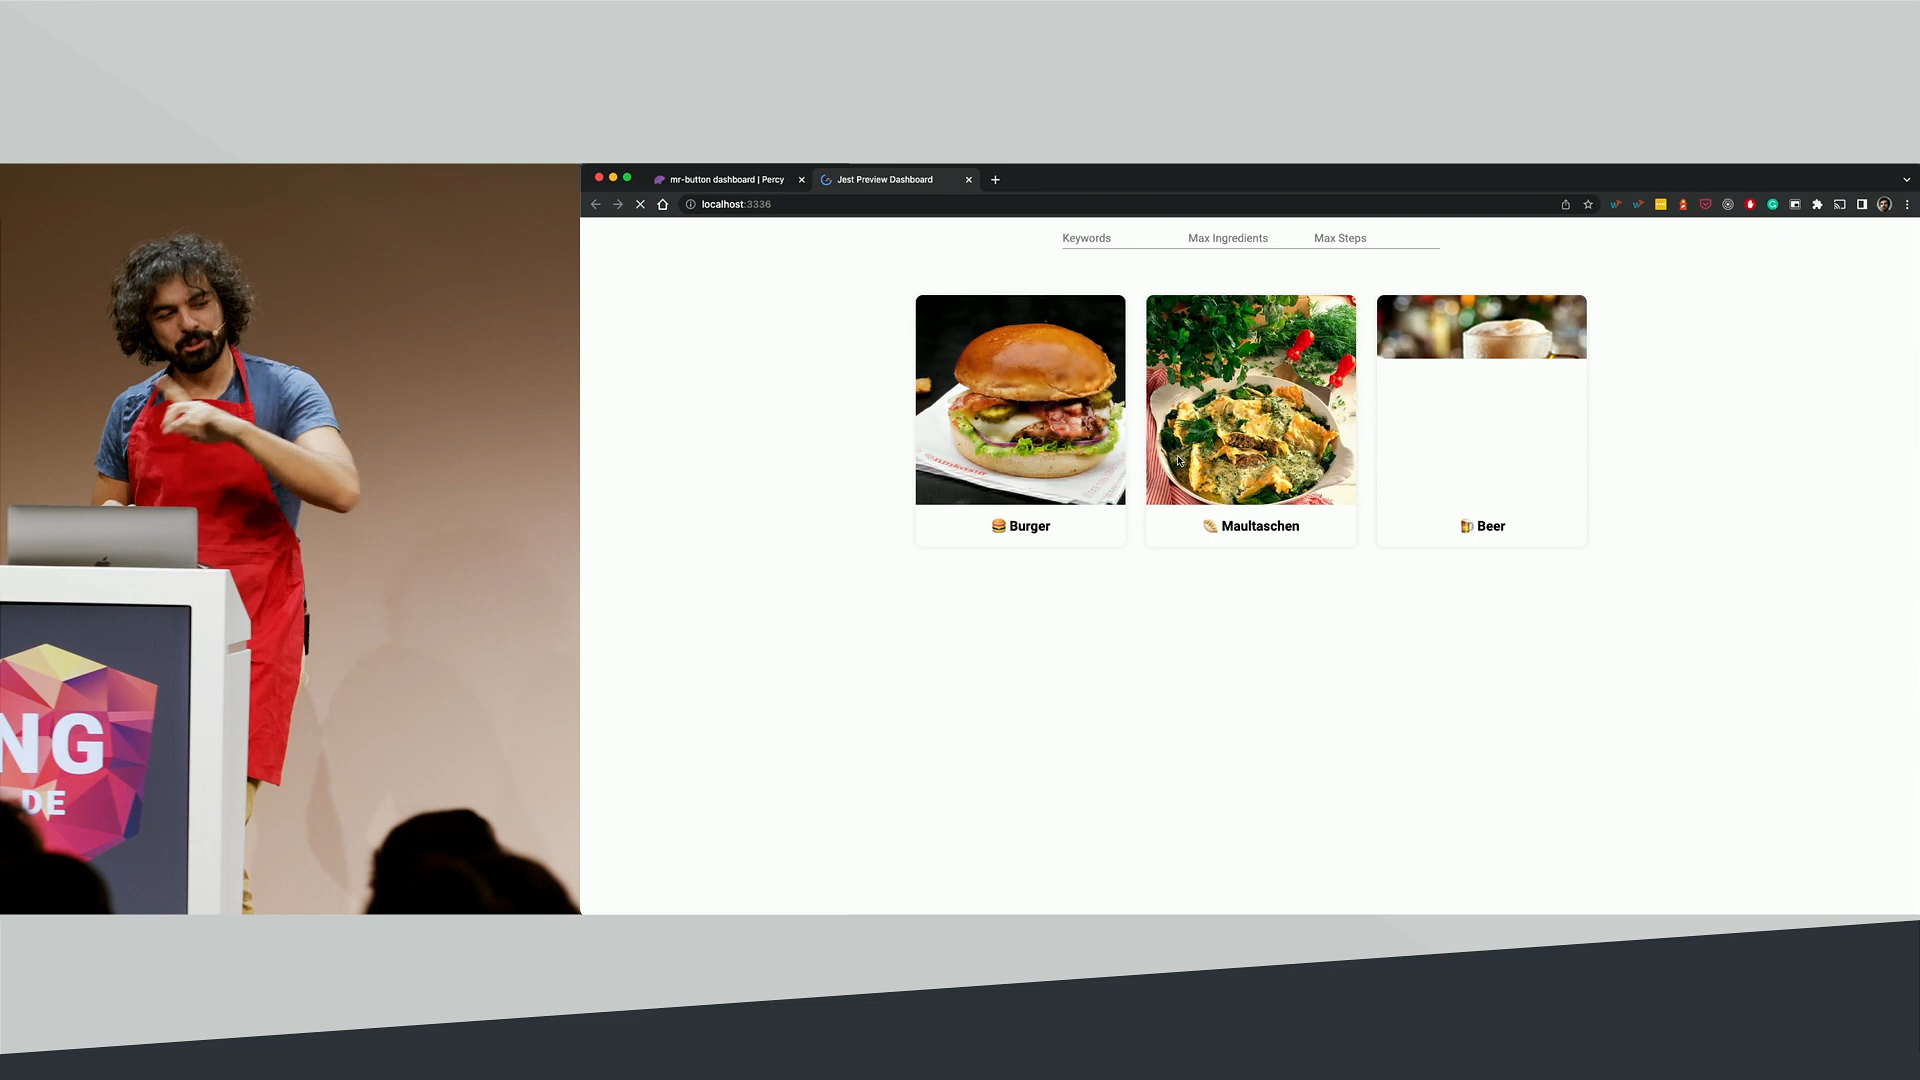 mr-button dashboard | Percy
Jest Preview Dashboard
localhost:3336
Keywords
Max Ingredients
Max Steps
🍔 Burger
🥟 Maultaschen
🍺 Beer
NG
DE